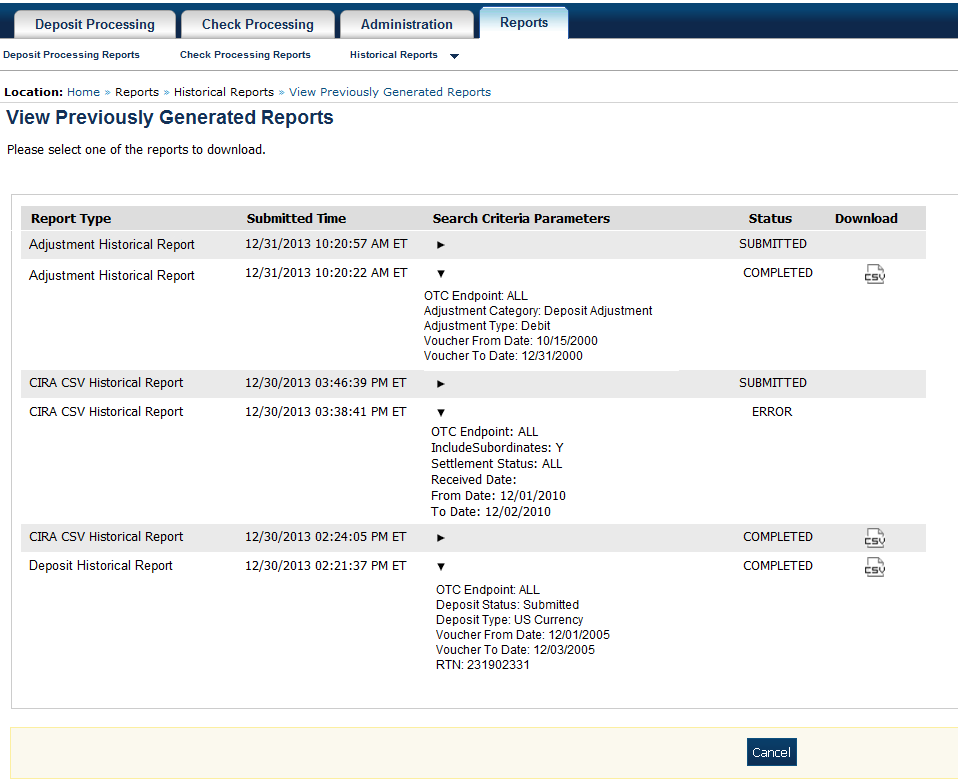 Deposit Processing Check Processing Administration Reports
Deposit Processing Reports Check Processing Reports Historical Reports
Location: Home » Reports » Historical Reports » View Previously Generated Reports
View Previously Generated Reports
Please select one of the reports to download.
Report Type Submitted Time Search Criteria Parameters Status Download
Adjustment Historical Report 12/31/2013 10:20:57 AM ET SUBMITTED
Adjustment Historical Report 12/31/2013 10:20:22 AM ET COMPLETED CSV
OTC Endpoint: ALL
Adjustment Category: Deposit Adjustment
Adjustment Type: Debit
Voucher From Date: 10/15/2000
Voucher To Date: 12/31/2000
CIRA CSV Historical Report 12/30/2013 03:46:39 PM ET SUBMITTED
CIRA CSV Historical Report 12/30/2013 03:38:41 PM ET ERROR
OTC Endpoint: ALL
IncludeSubordinates: Y
Settlement Status: ALL
Received Date:
From Date: 12/01/2010
To Date: 12/02/2010
CIRA CSV Historical Report 12/30/2013 02:24:05 PM ET COMPLETED CSV
Deposit Historical Report 12/30/2013 02:21:37 PM ET COMPLETED CSV
OTC Endpoint: ALL
Deposit Status: Submitted
Deposit Type: US Currency
Voucher From Date: 12/01/2005
Voucher To Date: 12/03/2005
RTN: 231902331
Cancel